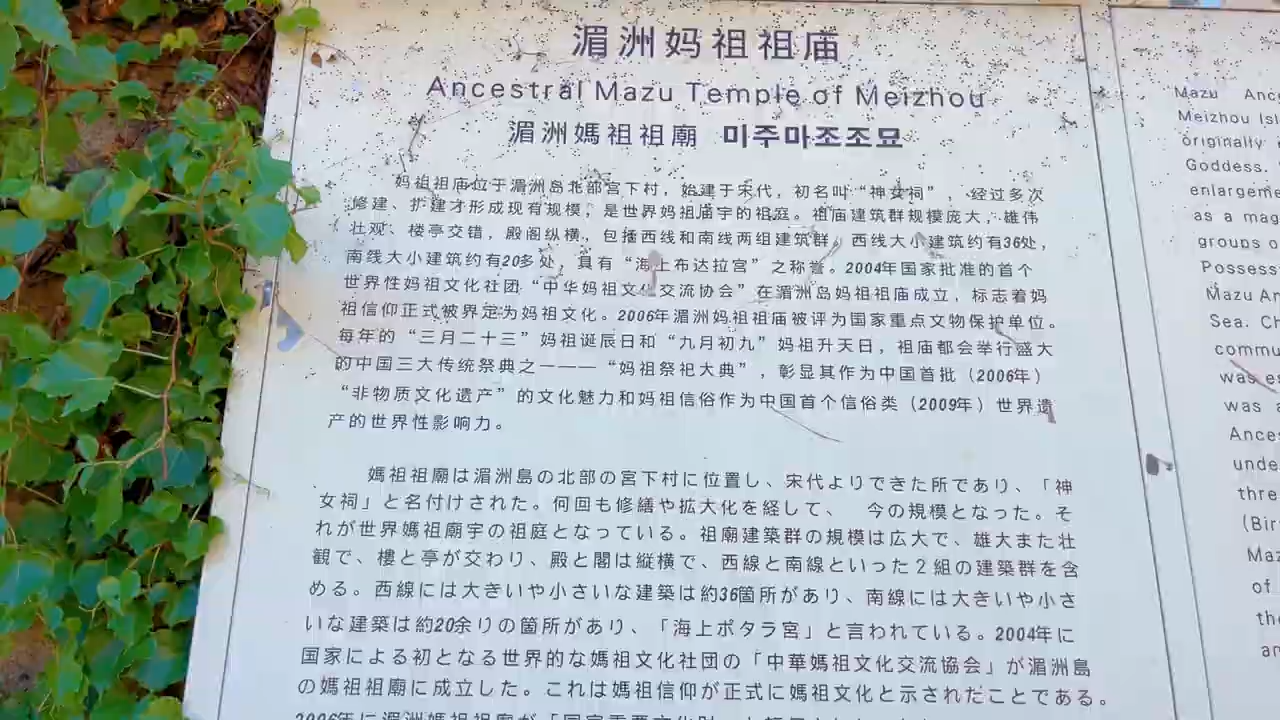 湄洲妈祖祖庙
Ancestral Mazu Temple of Meizhou
湄洲媽祖祖廟 미주마조조묘
妈祖祖庙位于湄洲岛北部宫下村，始建于宋代，初名叫“神女祠”，经过多次
修建、扩建才形成现有规模，是世界妈祖庙宇的祖庭。祖庙建筑群规模庞大，雄伟
壮观、楼亭交错，殿阁纵横，包括西线和南线两组建筑群，西线大小建筑约有36处，
南线大小建筑约有20多处，具有“海上布达拉宫”之称誉。2004年国家批准的首个
世界性妈祖文化社团“中华妈祖文化交流协会”在湄洲岛妈祖祖庙成立，标志着妈
祖信仰正式被界定为妈祖文化。2006年湄洲妈祖祖庙被评为国家重点文物保护单位。
每年的“三月二十三”妈祖诞辰日和“九月初九”妈祖升天日，祖庙都会举行盛大
的中国三大传统祭典之一——“妈祖祭祀大典”，彰显其作为中国首批（2006年）
“非物质文化遗产”的文化魅力和妈祖信俗作为中国首个信俗类（2009年）世界遗
产的世界性影响力。
媽祖祖廟は湄洲島の北部の宮下村に位置し、宋代よりできた所であり、「神
女祠」と名付けされた。何回も修繕や拡大化を経して、 今の規模となった。そ
れが世界媽祖廟宇の祖庭となっている。祖廟建築群の規模は広大で、雄大また壮
観で、樓と亭が交わり、殿と閣は縦横で、西線と南線といった２組の建築群を含
める。西線には大きいや小さいな建築は約36箇所があり、南線には大きいや小さ
いな建築は約20余りの箇所があり、「海上ポタラ宮」と言われている。2004年に
国家による初となる世界的な媽祖文化社団の「中華媽祖文化交流協会」が湄洲島
の媽祖祖廟に成立した。これは媽祖信仰が正式に媽祖文化と示されだことである。
Mazu Anc
Meizhou Isl
originally
Goddess.
enlargeme
as a mag
groups o
Possess
Mazu An
Sea. Ch
commu
was es
was
Ances
unde
thre
(Bir
Maz
of
the
an